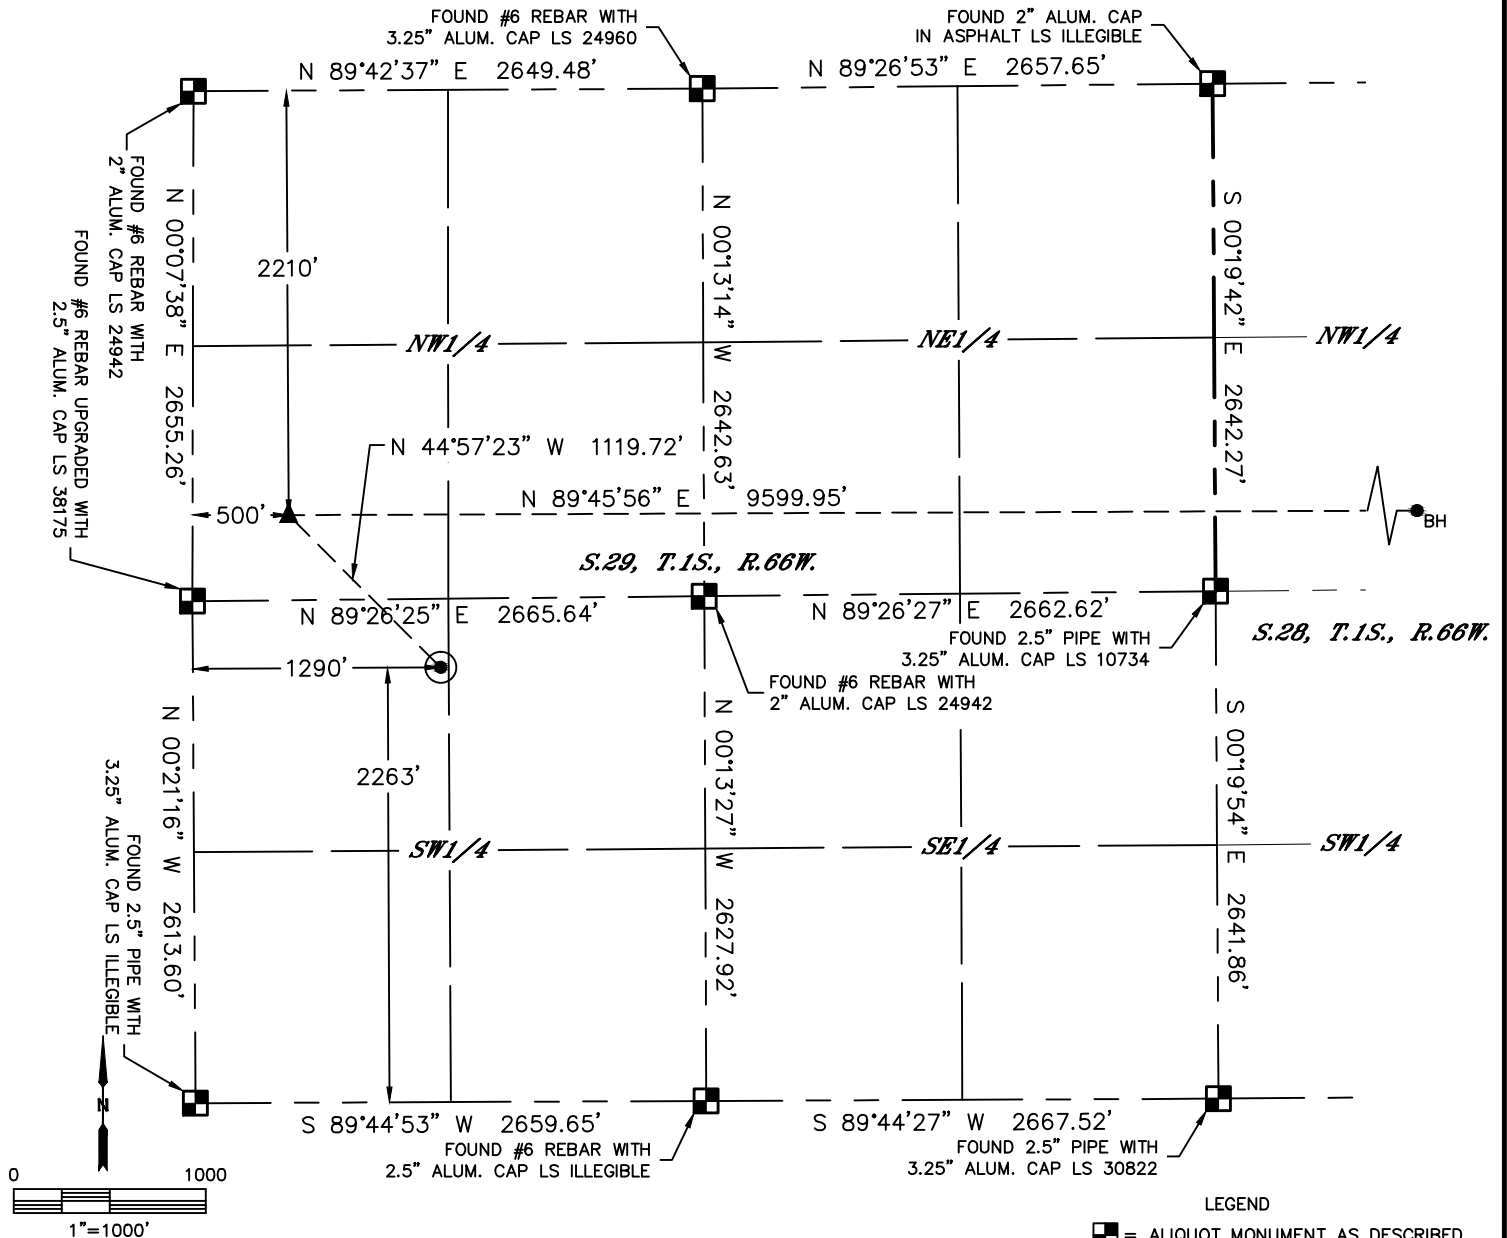 FOUND #6 REBAR WITH
3.25" ALUM. CAP LS 24960
FOUND 2" ALUM. CAP
IN ASPHALT LS ILLEGIBLE
N 89°42'37" E 2649.48'
N 89°26'53" E 2657.65'
FOUND #6 REBAR WITH
2" ALUM. CAP LS 24942
N 00°07'38" E 2655.26'
2210'
N 00°13'14" W 2642.63'
S 00°19'42" E 2642.27'
NW1/4
NE1/4
NW1/4
FOUND #6 REBAR UPGRADED WITH
2.5" ALUM. CAP LS 38175
N 44°57'23" W 1119.72'
N 89°45'56" E 9599.95'
500'
BH
S.29, T.1S., R.66W.
N 89°26'25" E 2665.64'
N 89°26'27" E 2662.62'
FOUND 2.5" PIPE WITH
3.25" ALUM. CAP LS 10734
S.28, T.1S., R.66W.
1290'
FOUND #6 REBAR WITH
2" ALUM. CAP LS 24942
N 00°21'16" W 2613.60'
2263'
N 00°13'27" W 2627.92'
S 00°19'54" E 2641.86'
SW1/4
SE1/4
SW1/4
FOUND 2.5" PIPE WITH
3.25" ALUM. CAP LS ILLEGIBLE
N
S 89°44'53" W 2659.65'
S 89°44'27" W 2667.52'
FOUND #6 REBAR WITH
2.5" ALUM. CAP LS ILLEGIBLE
FOUND 2.5" PIPE WITH
3.25" ALUM. CAP LS 30822
0 1000
1"=1000'
LEGEND
= ALIQUOT MONUMENT AS DESCRIBED